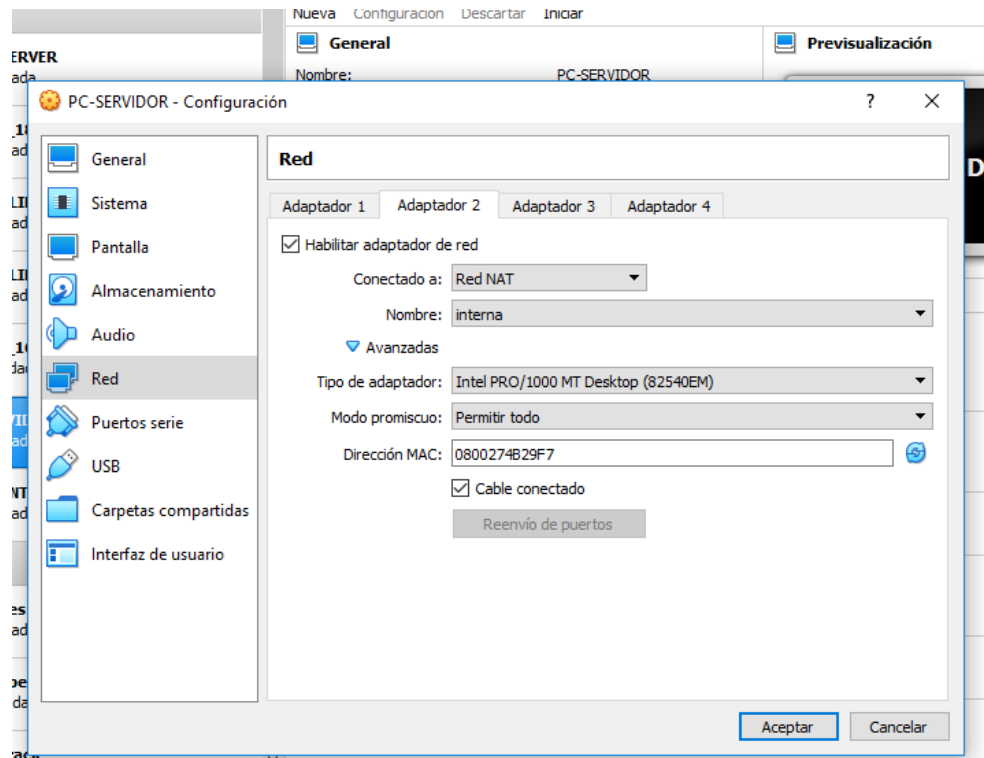 Nueva Configuración Descartar Iniciar
General
Previsualización
Nombre: PC-SERVIDOR
PC-SERVIDOR - Configuración
?
General
Sistema
Pantalla
Almacenamiento
Audio
Red
Puertos serie
USB
Carpetas compartidas
Interfaz de usuario
Red
Adaptador 1 Adaptador 2 Adaptador 3 Adaptador 4
Habilitar adaptador de red
Conectado a: Red NAT
Nombre: interna
Avanzadas
Tipo de adaptador: Intel PRO/1000 MT Desktop (82540EM)
Modo promiscuo: Permitir todo
Dirección MAC: 0800274B29F7
Cable conectado
Reenvío de puertos
Aceptar Cancelar